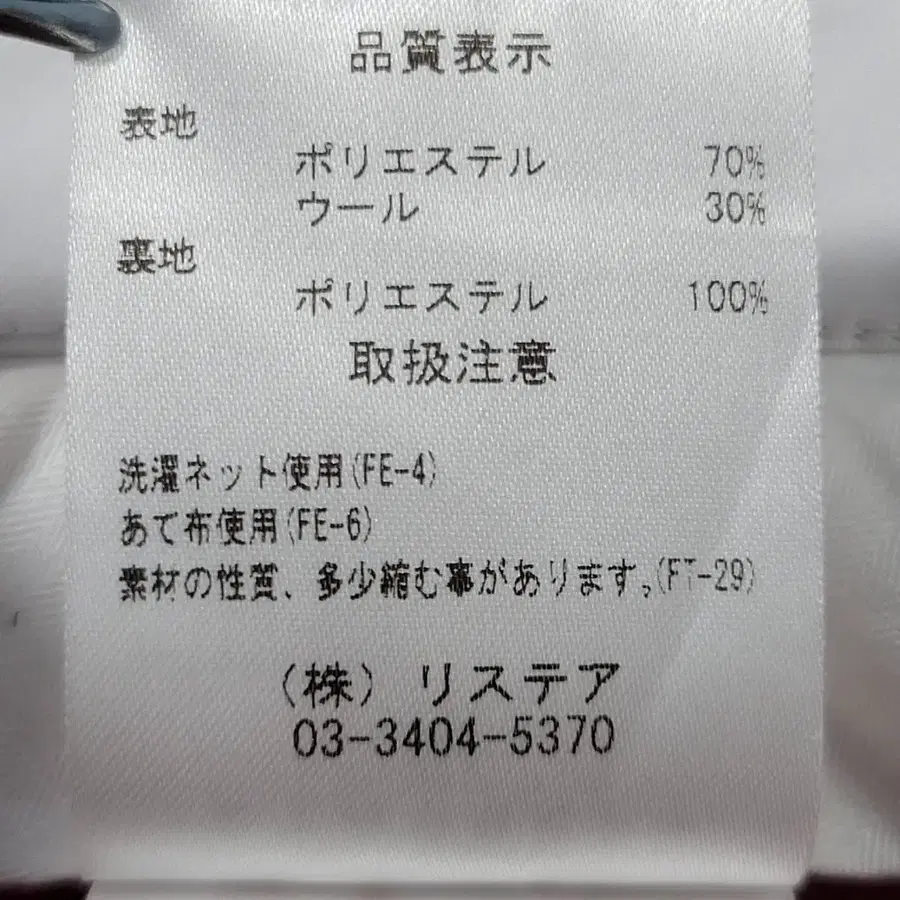 品質表示
表地
ポリエステル 70%
ウール 30%
裏地
ポリエステル 100%
取扱注意
洗濯ネット使用(FE-4)
あて布使用(FE-6)
素材の性質、多少縮む事があります。(FT-29)
(株) リステア
03-3404-5370